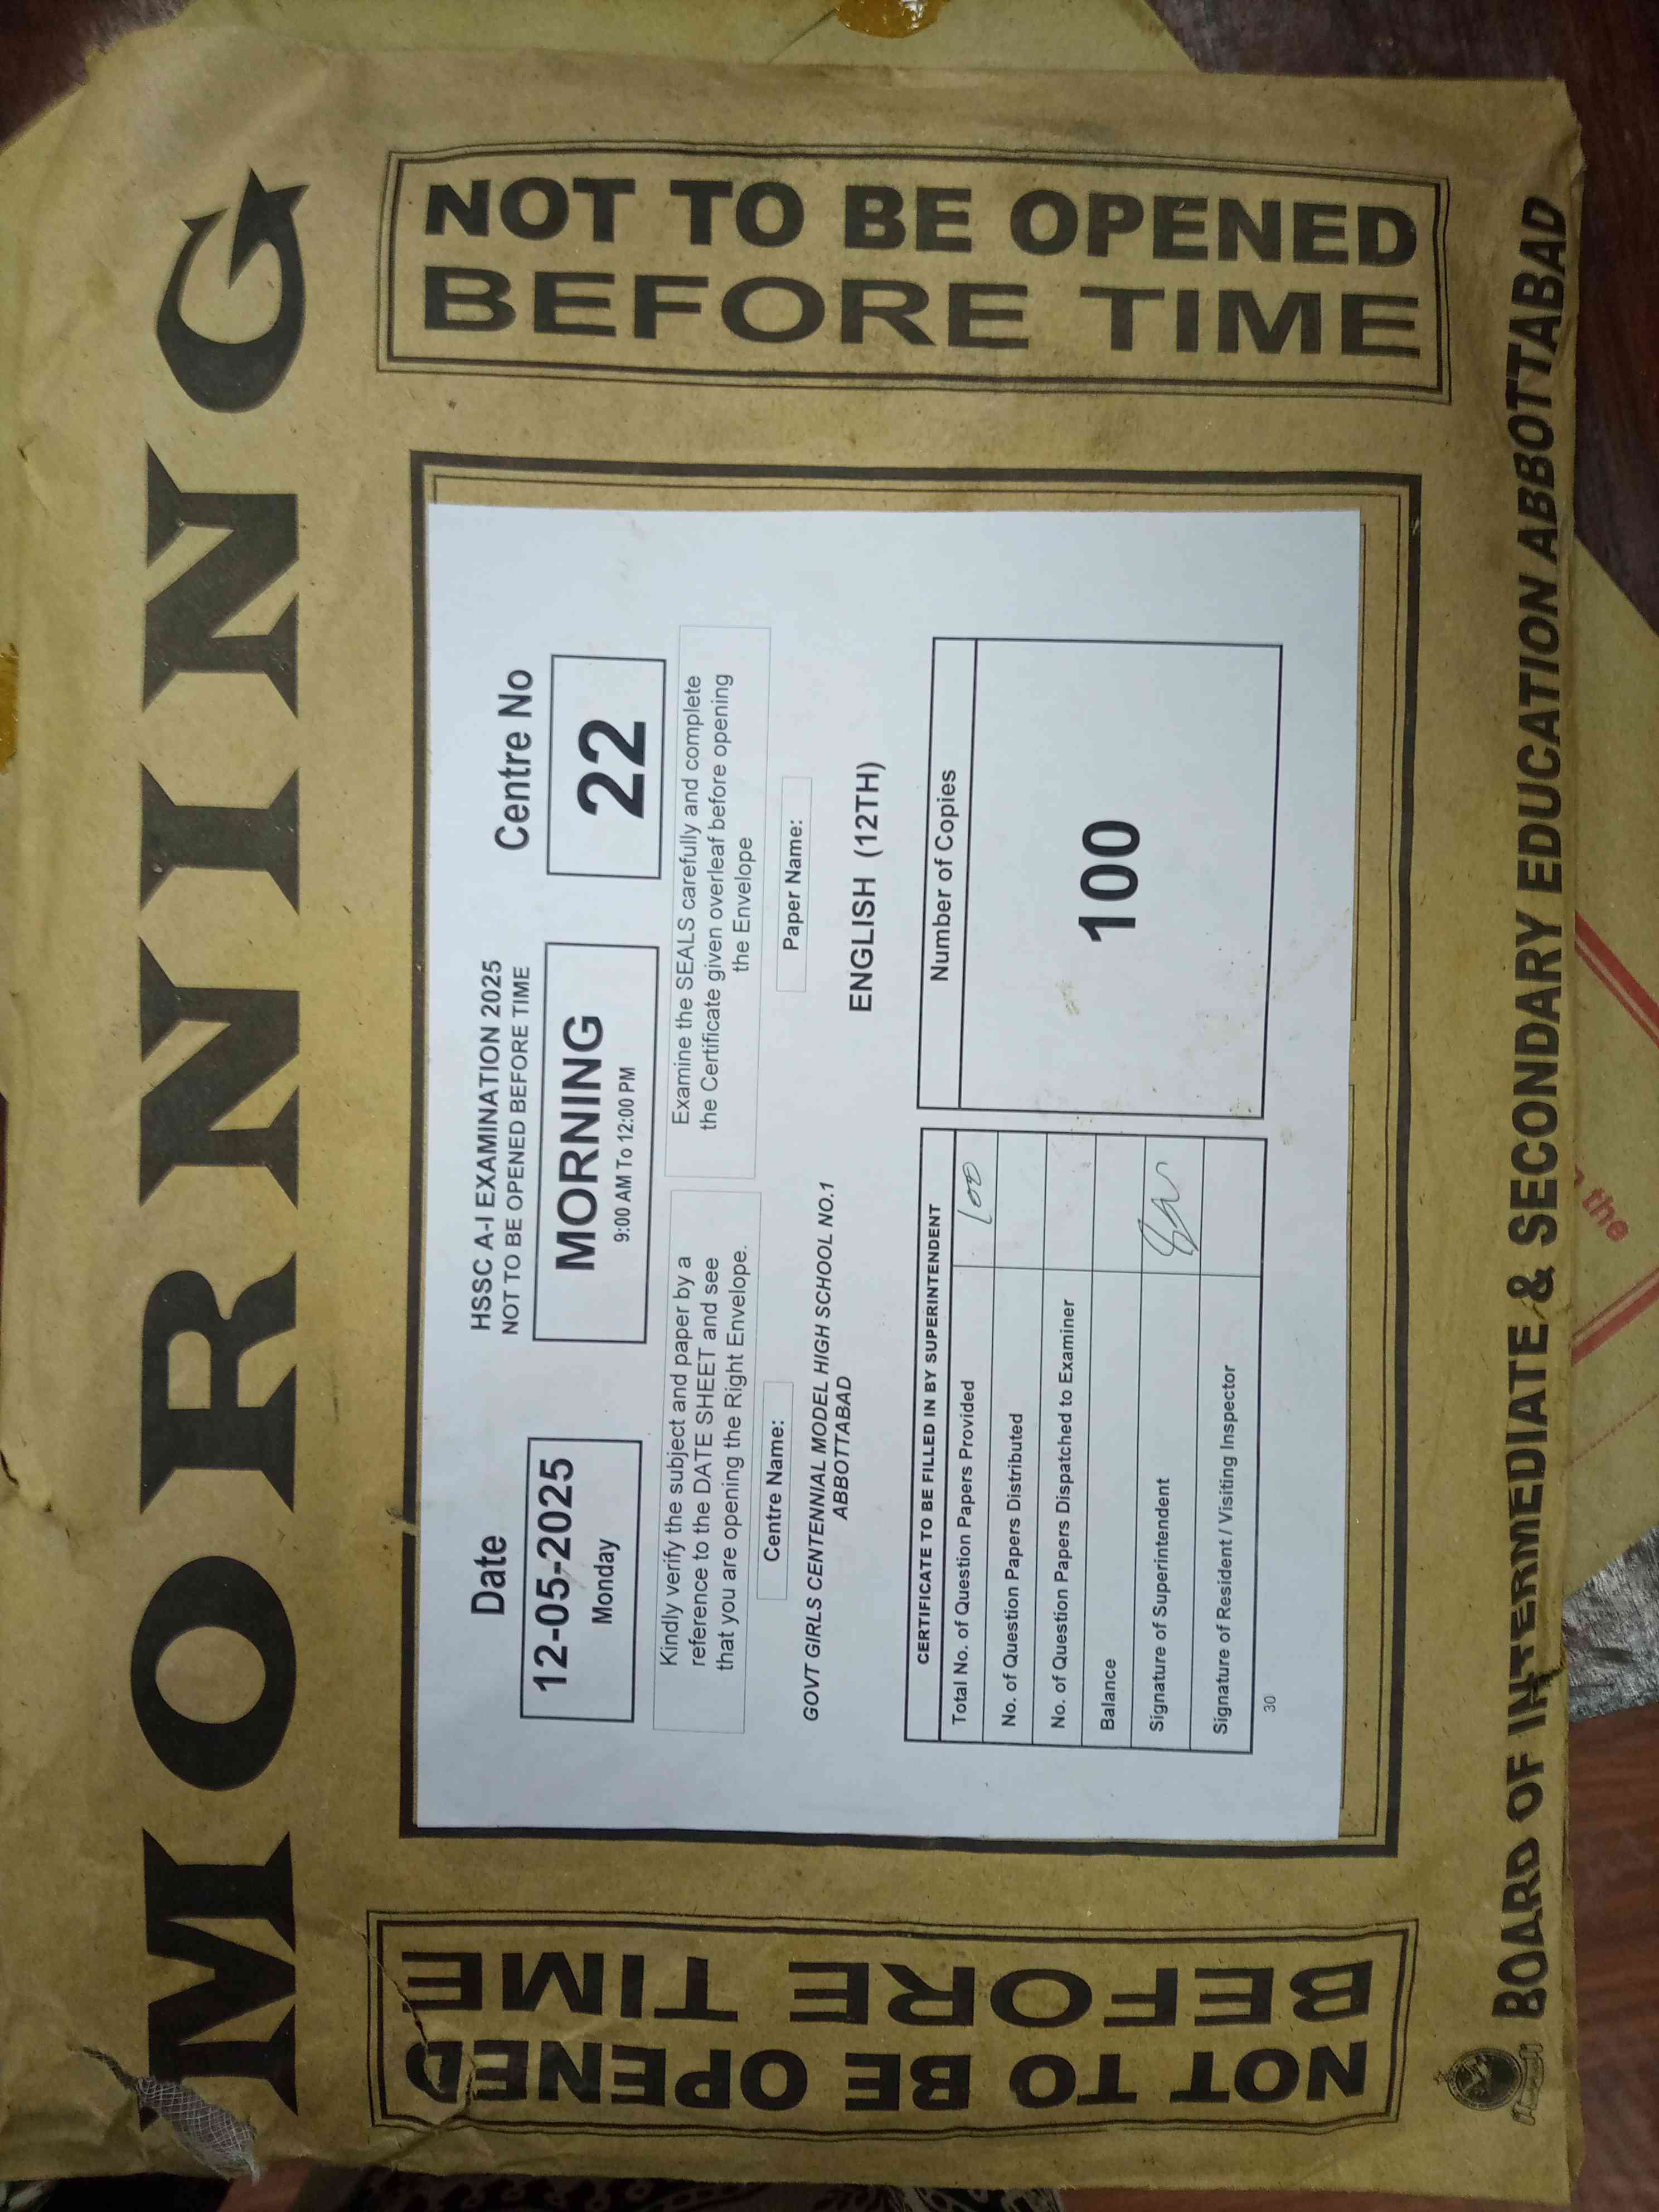 MORNING
NOT TO BE OPENED
BEFORE TIME
HSSC A-I EXAMINATION 2025
NOT TO BE OPENED BEFORE TIME
Date
12-05-2025
Monday
MORNING
9:00 AM To 12:00 PM
Centre No
22
Kindly verify the subject and paper by a
reference to the DATE SHEET and see
that you are opening the Right Envelope.
Examine the SEALS carefully and complete
the Certificate given overleaf before opening
the Envelope
Centre Name:
GOVT GIRLS CENTENNIAL MODEL HIGH SCHOOL NO.1
ABBOTTABAD
Paper Name:
ENGLISH (12TH)
CERTIFICATE TO BE FILLED IN BY SUPERINTENDENT
Total No. of Question Papers Provided 100
No. of Question Papers Distributed
No. of Question Papers Dispatched to Examiner
Balance
Signature of Superintendent
Signature of Resident / Visiting Inspector
Number of Copies
100
30
NOT TO BE OPENED
BEFORE TIME
BOARD OF INTERMEDIATE & SECONDARY EDUCATION ABBOTTABAD
the